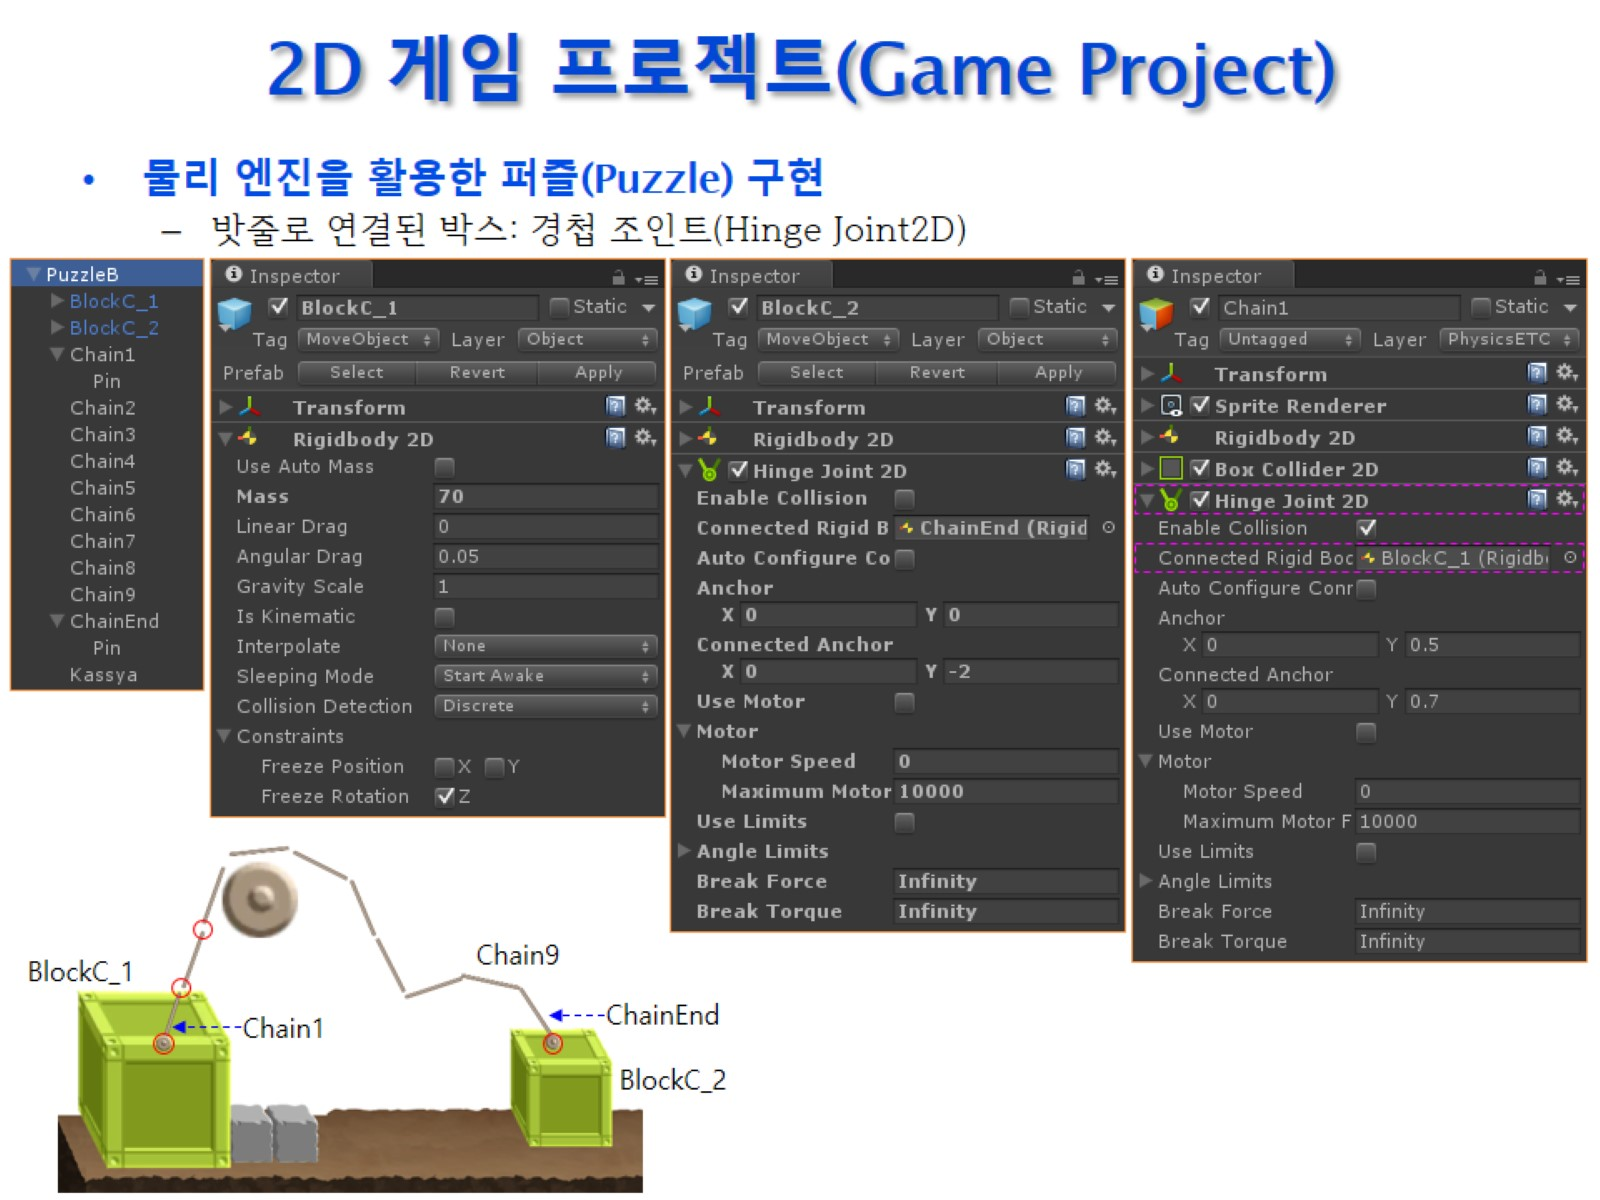 2D 게임 프로젝트(Game Project)
• 물리 엔진을 활용한 퍼즐(Puzzle) 구현
– 밧줄로 연결된 박스: 경첩 조인트(Hinge Joint2D)
PuzzleB
BlockC_1
BlockC_2
Chain1
Pin
Chain2
Chain3
Chain4
Chain5
Chain6
Chain7
Chain8
Chain9
ChainEnd
Pin
Kassya
Inspector
BlockC_1 Static
Tag MoveObject Layer Object
Prefab Select Revert Apply
Transform
Rigidbody 2D
Use Auto Mass
Mass 70
Linear Drag 0
Angular Drag 0.05
Gravity Scale 1
Is Kinematic
Interpolate None
Sleeping Mode Start Awake
Collision Detection Discrete
Constraints
Freeze Position X Y
Freeze Rotation Z
Inspector
BlockC_2 Static
Tag MoveObject Layer Object
Prefab Select Revert Apply
Transform
Rigidbody 2D
Hinge Joint 2D
Enable Collision
Connected Rigid B ChainEnd (Rigid
Auto Configure Co
Anchor
X 0 Y 0
Connected Anchor
X 0 Y -2
Use Motor
Motor
Motor Speed 0
Maximum Motor 10000
Use Limits
Angle Limits
Break Force Infinity
Break Torque Infinity
Inspector
Chain1 Static
Tag Untagged Layer PhysicsETC
Transform
Sprite Renderer
Rigidbody 2D
Box Collider 2D
Hinge Joint 2D
Enable Collision
Connected Rigid Boc BlockC_1 (Rigidb
Auto Configure Conr
Anchor
X 0 Y 0.5
Connected Anchor
X 0 Y 0.7
Use Motor
Motor
Motor Speed 0
Maximum Motor F 10000
Use Limits
Angle Limits
Break Force Infinity
Break Torque Infinity
BlockC_1
Chain1
Chain9
ChainEnd
BlockC_2